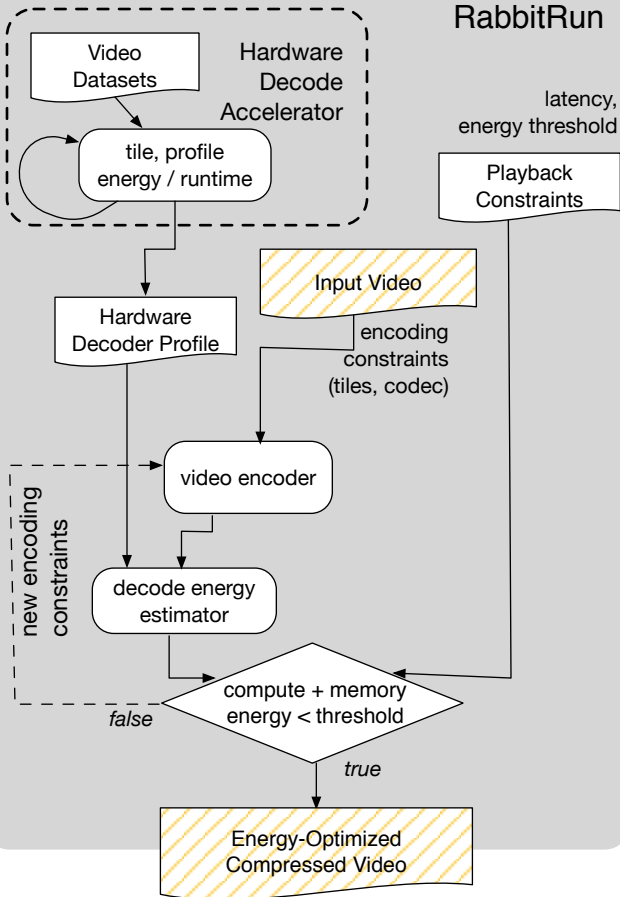 RabbitRun
Video
Datasets
Hardware
Decode
Accelerator
tile, profile
energy / runtime
latency,
energy threshold
Playback
Constraints
Input Video
Hardware
Decoder Profile
encoding
constraints
(tiles, codec)
video encoder
new encoding
constraints
decode energy
estimator
compute + memory
energy < threshold
false
true
Energy-Optimized
Compressed Video